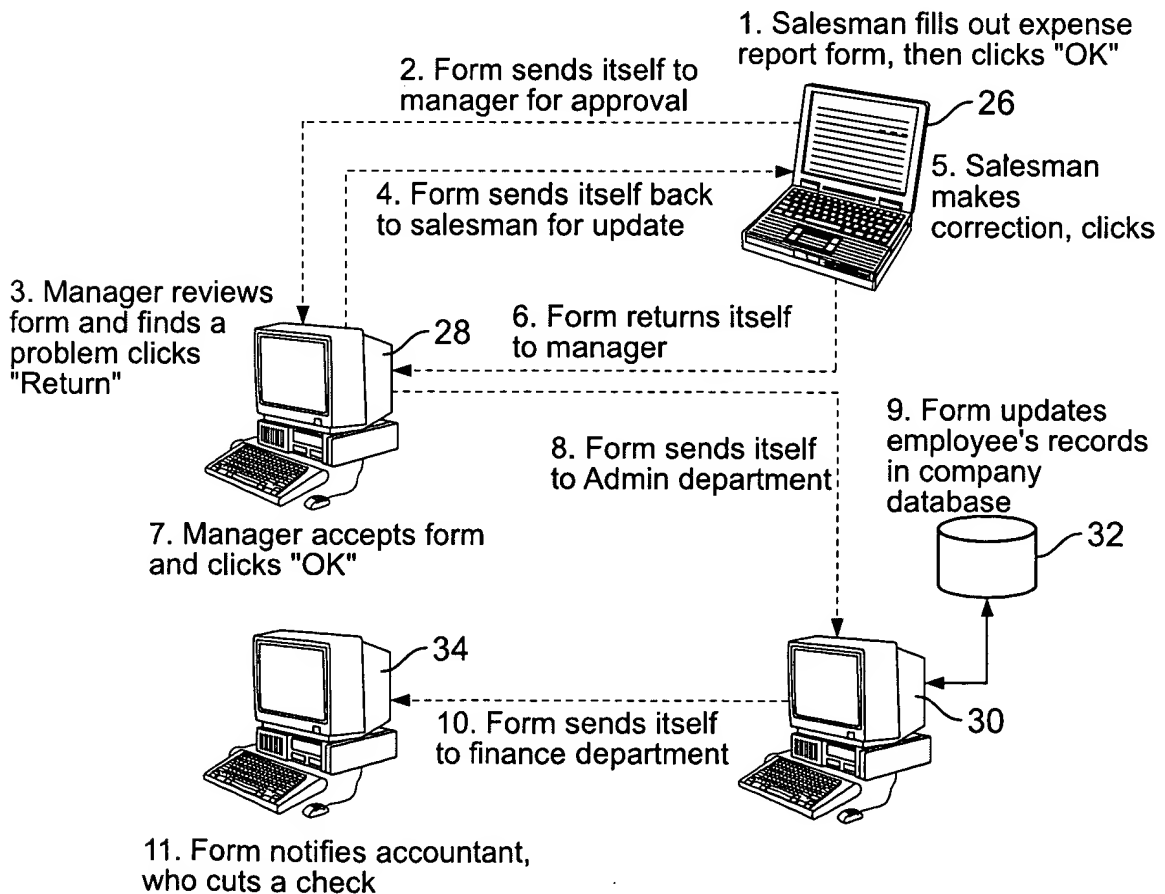 1. Salesman fills out expense
report form, then clicks "OK"
2. Form sends itself to
manager for approval
26
4. Form sends itself back
to salesman for update
5. Salesman
makes
correction, clicks
3. Manager reviews
form and finds a
problem clicks
"Return"
28
6. Form returns itself
to manager
9. Form updates
employee's records
in company
database
8. Form sends itself
to Admin department
7. Manager accepts form
and clicks "OK"
32
34
30
10. Form sends itself
to finance department
11. Form notifies accountant,
who cuts a check